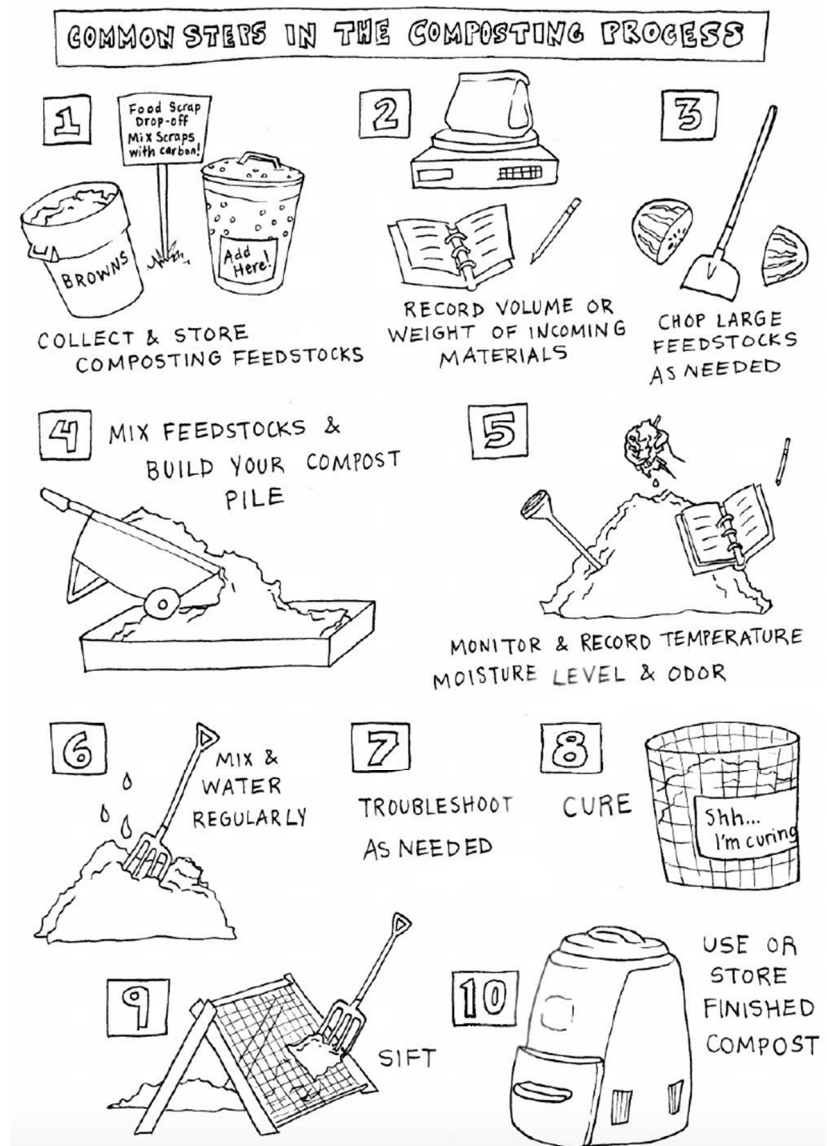 COMMON STEPS IN THE COMPOSTING PROCESS
1
Food Scrap
Drop-off
Mix Scraps
with carbon!
BROWNS
Add
Here!
COLLECT & STORE
COMPOSTING FEEDSTOCKS
2
RECORD VOLUME OR
WEIGHT OF INCOMING
MATERIALS
3
CHOP LARGE
FEEDSTOCKS
AS NEEDED
4
MIX FEEDSTOCKS &
BUILD YOUR COMPOST
PILE
5
MONITOR & RECORD TEMPERATURE
MOISTURE LEVEL & ODOR
6
MIX &
WATER
REGULARLY
7
TROUBLESHOOT
AS NEEDED
8
CURE
Shh...
I'm curing
9
SIFT
10
USE OR
STORE
FINISHED
COMPOST